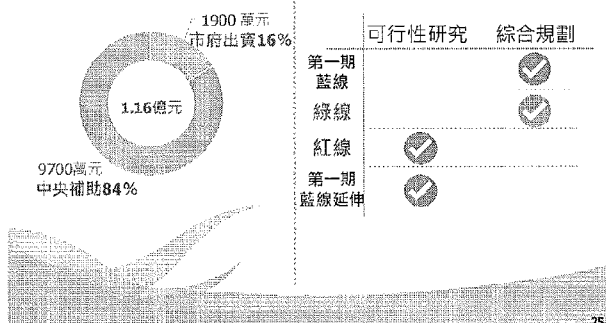 1900 萬元
市府出資16%
1.16億元
9700萬元
中央補助84%
可行性研究 綜合規劃
第一期
藍線
綠線
紅線
第一期
藍線延伸
25